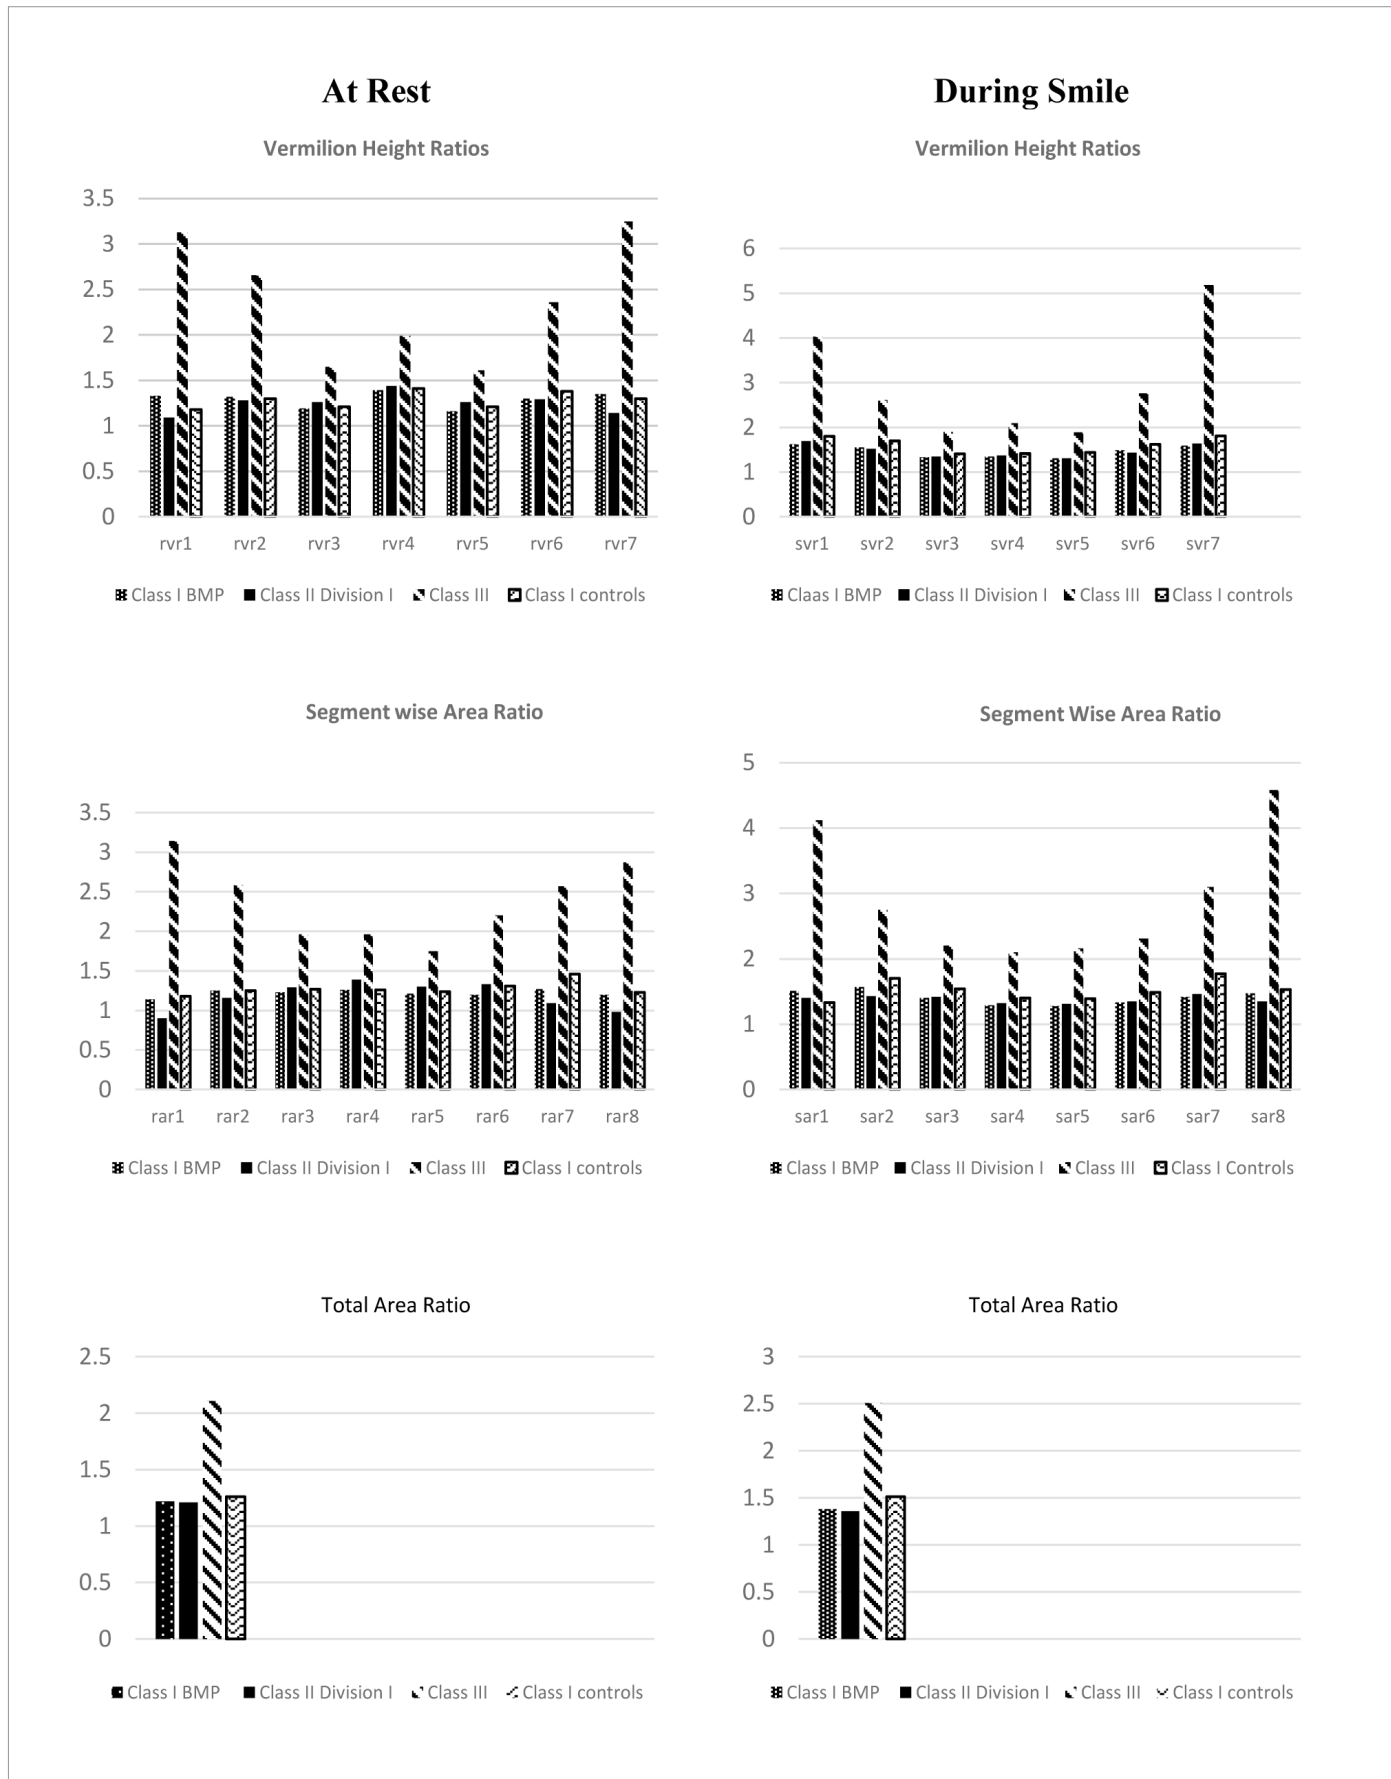 At Rest
During Smile
Vermilion Height Ratios
3.5
3
2.5
2
1.5
1
0.5
0
rvr1 rvr2 rvr3 rvr4 rvr5 rvr6 rvr7
Class I BMP Class II Division I Class III Class I controls
Vermilion Height Ratios
6
5
4
3
2
1
0
svr1 svr2 svr3 svr4 svr5 svr6 svr7
Claas I BMP Class II Division I Class III Class I controls
Segment wise Area Ratio
3.5
3
2.5
2
1.5
1
0.5
0
rar1 rar2 rar3 rar4 rar5 rar6 rar7 rar8
Class I BMP Class II Division I Class III Class I controls
Segment Wise Area Ratio
5
4
3
2
1
0
sar1 sar2 sar3 sar4 sar5 sar6 sar7 sar8
Class I BMP Class II Division I Class III Class I Controls
Total Area Ratio
2.5
2
1.5
1
0.5
0
Class I BMP Class II Division I Class III Class I controls
Total Area Ratio
3
2.5
2
1.5
1
0.5
0
Class I BMP Class II Division I Class III Class I controls